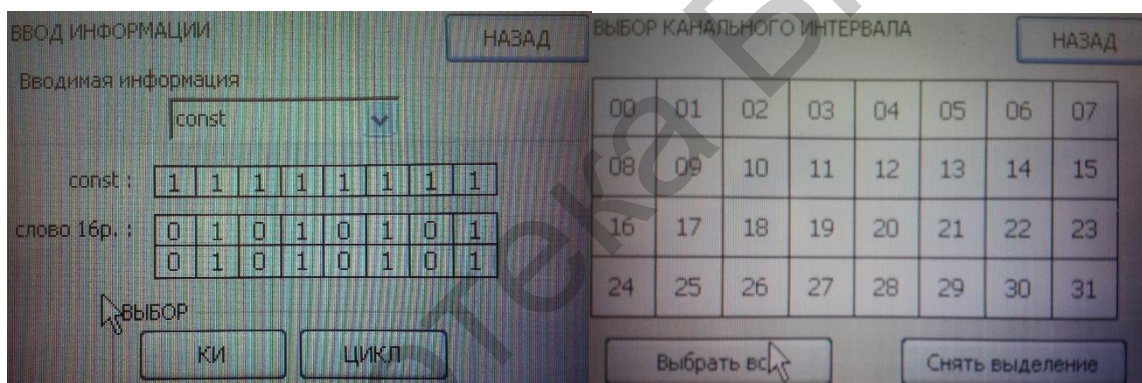 ВВОД ИНФОРМАЦИИ
НАЗАД
Вводимая информация
const
const : 1 1 1 1 1 1 1 1
слово 16р. : 0 1 0 1 0 1 0 1
0 1 0 1 0 1 0 1
ВЫБОР
КИ ЦИКЛ
ВЫБОР КАНАЛЬНОГО ИНТЕРВАЛА
НАЗАД
00 01 02 03 04 05 06 07
08 09 10 11 12 13 14 15
16 17 18 19 20 21 22 23
24 25 26 27 28 29 30 31
Выбрать Снять выделение